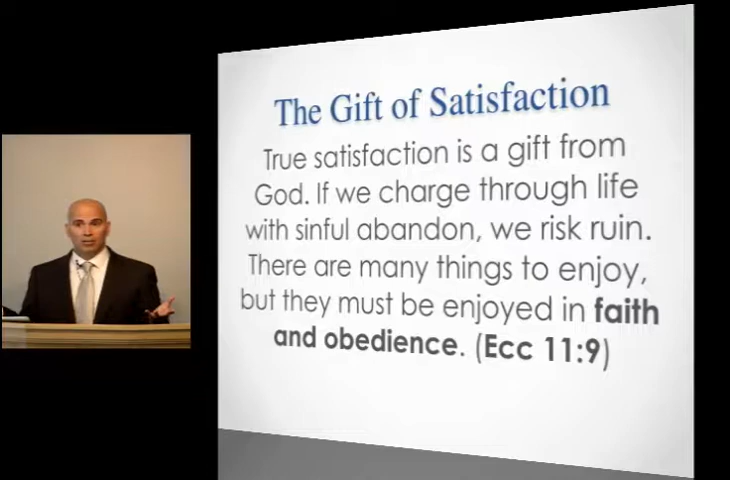 The Gift of Satisfaction
True satisfaction is a gift from
God. If we charge through life
with sinful abandon, we risk ruin.
There are many things to enjoy,
but they must be enjoyed in faith
and obedience. (Ecc 11:9)